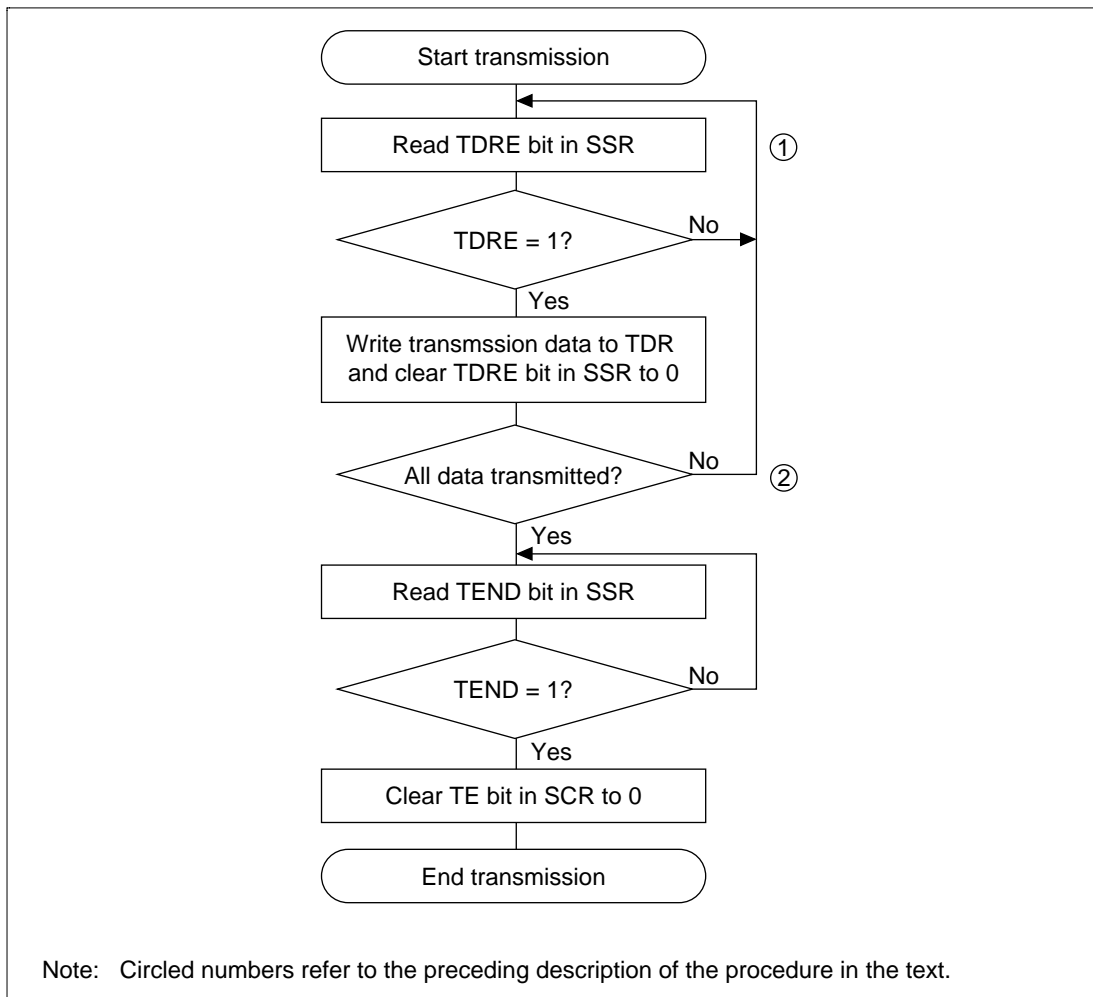 Start transmission
Read TDRE bit in SSR
①
TDRE = 1?
No
Yes
Write transmssion data to TDR
and clear TDRE bit in SSR to 0
All data transmitted?
No
②
Yes
Read TEND bit in SSR
TEND = 1?
No
Yes
Clear TE bit in SCR to 0
End transmission
Note: Circled numbers refer to the preceding description of the procedure in the text.